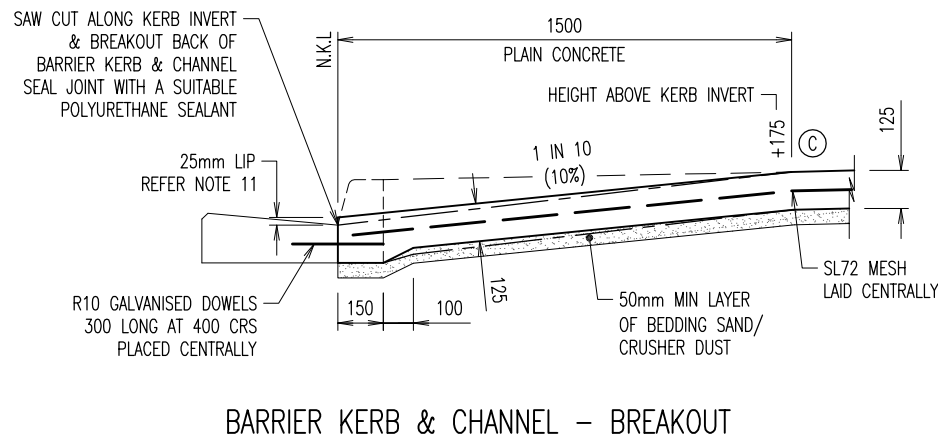 SAW CUT ALONG KERB INVERT
& BREAKOUT BACK OF
BARRIER KERB & CHANNEL
SEAL JOINT WITH A SUITABLE
POLYURETHANE SEALANT
N.K.L
1500
PLAIN CONCRETE
HEIGHT ABOVE KERB INVERT
+175
C
125
25mm LIP
REFER NOTE 11
1 IN 10
(10%)
R10 GALVANISED DOWELS
300 LONG AT 400 CRS
PLACED CENTRALLY
150
100
125
50mm MIN LAYER
OF BEDDING SAND/
CRUSHER DUST
SL72 MESH
LAID CENTRALLY
BARRIER KERB & CHANNEL – BREAKOUT